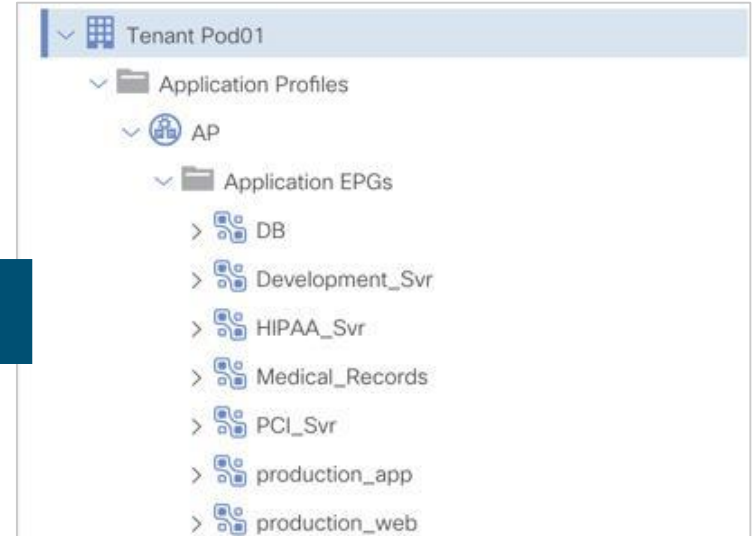 Tenant Pod01
Application Profiles
AP
Application EPGs
DB
Development_Svr
HIPAA_Svr
Medical_Records
PCI_Svr
production_app
production_web